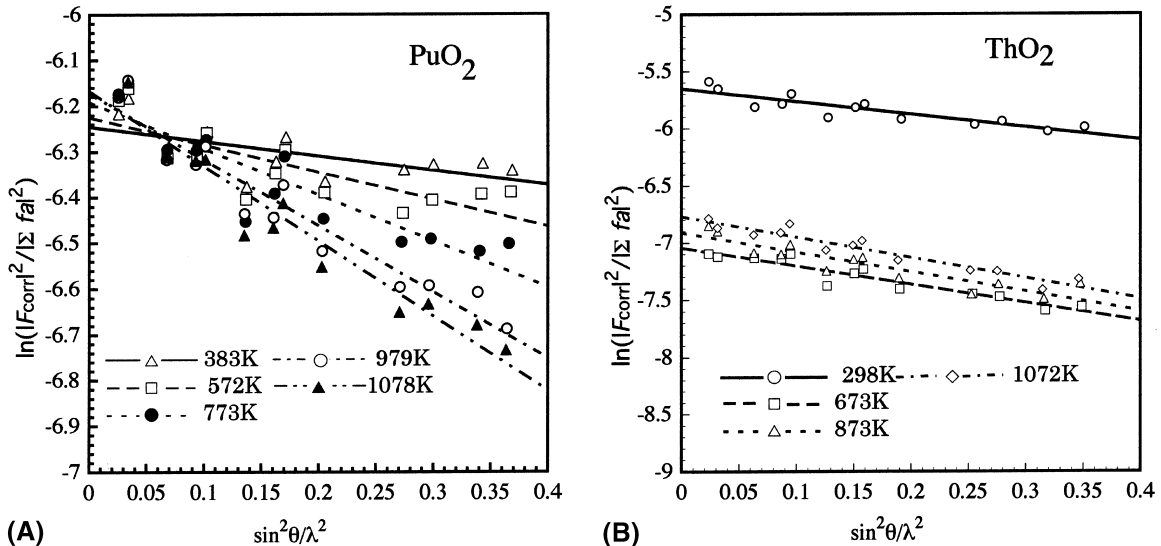 PuO2
ln(|Fcorr|²/|Σ fa|²)
-6
-6.1
-6.2
-6.3
-6.4
-6.5
-6.6
-6.7
-6.8
-6.9
-7
383K
572K
773K
979K
1078K
0 0.05 0.1 0.15 0.2 0.25 0.3 0.35 0.4
sin²θ/λ²
(A)
ThO2
ln(|Fcorr|²/|Σ fa|²)
-5
-5.5
-6
-6.5
-7
-7.5
-8
-8.5
-9
298K
673K
873K
1072K
0 0.05 0.1 0.15 0.2 0.25 0.3 0.35 0.4
sin²θ/λ²
(B)